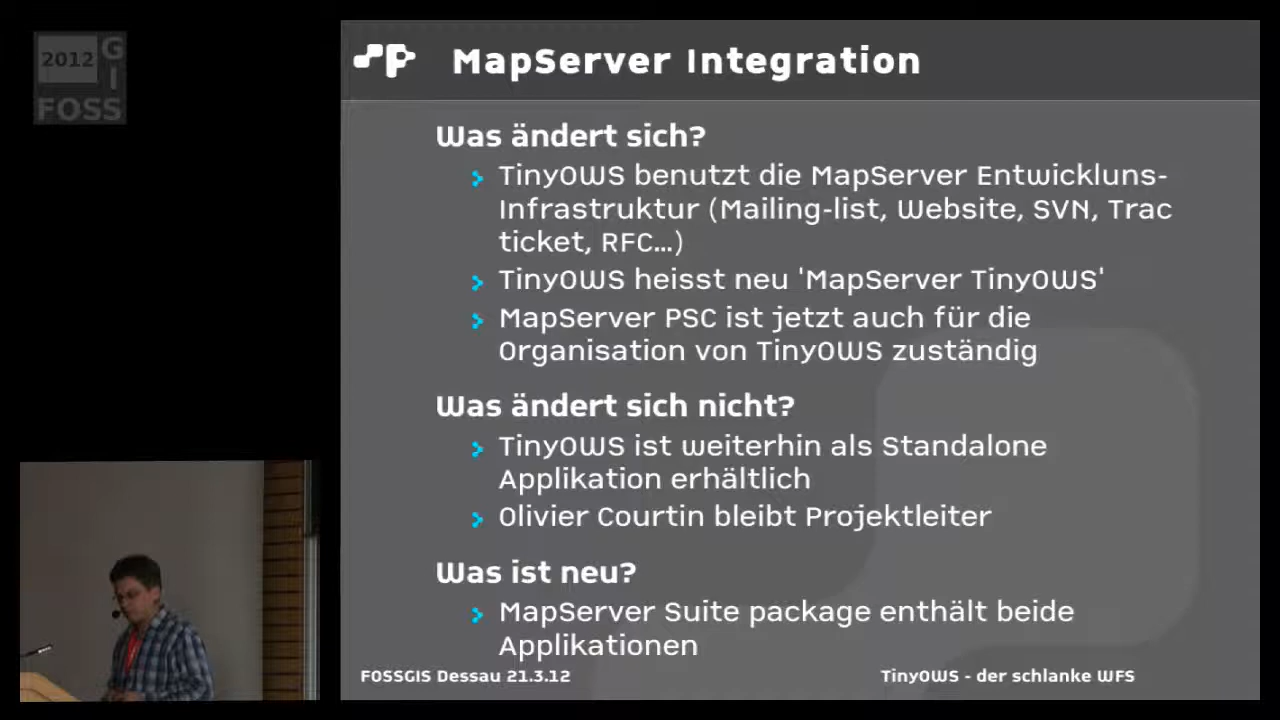 2012
GI
FOSS
MapServer Integration
Was ändert sich?
TinyOWS benutzt die MapServer Entwickluns-
Infrastruktur (Mailing-list, Website, SVN, Trac
ticket, RFC...)
TinyOWS heisst neu 'MapServer TinyOWS'
MapServer PSC ist jetzt auch für die
Organisation von TinyOWS zuständig
Was ändert sich nicht?
TinyOWS ist weiterhin als Standalone
Applikation erhältlich
Olivier Courtin bleibt Projektleiter
Was ist neu?
MapServer Suite package enthält beide
Applikationen
FOSSGIS Dessau 21.3.12
TinyOWS - der schlanke WFS